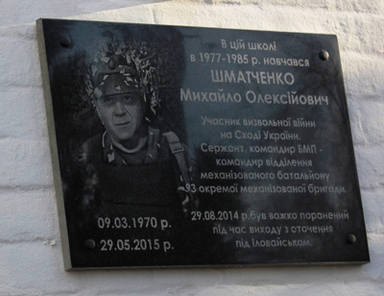 В цій школі
в 1977-1985 р. навчався
ШМАТЧЕНКО
Михайло Олексійович
Учасник визвольної війни
на Сході України.
Сержант, командир БМП -
командир відділення
механізованого батальйону
93 окремої механізованої бригади.
09.03.1970 р.
29.05.2015 р.
29.08.2014 р.був важко поранений
під час виходу з оточення
під Іловайськом.